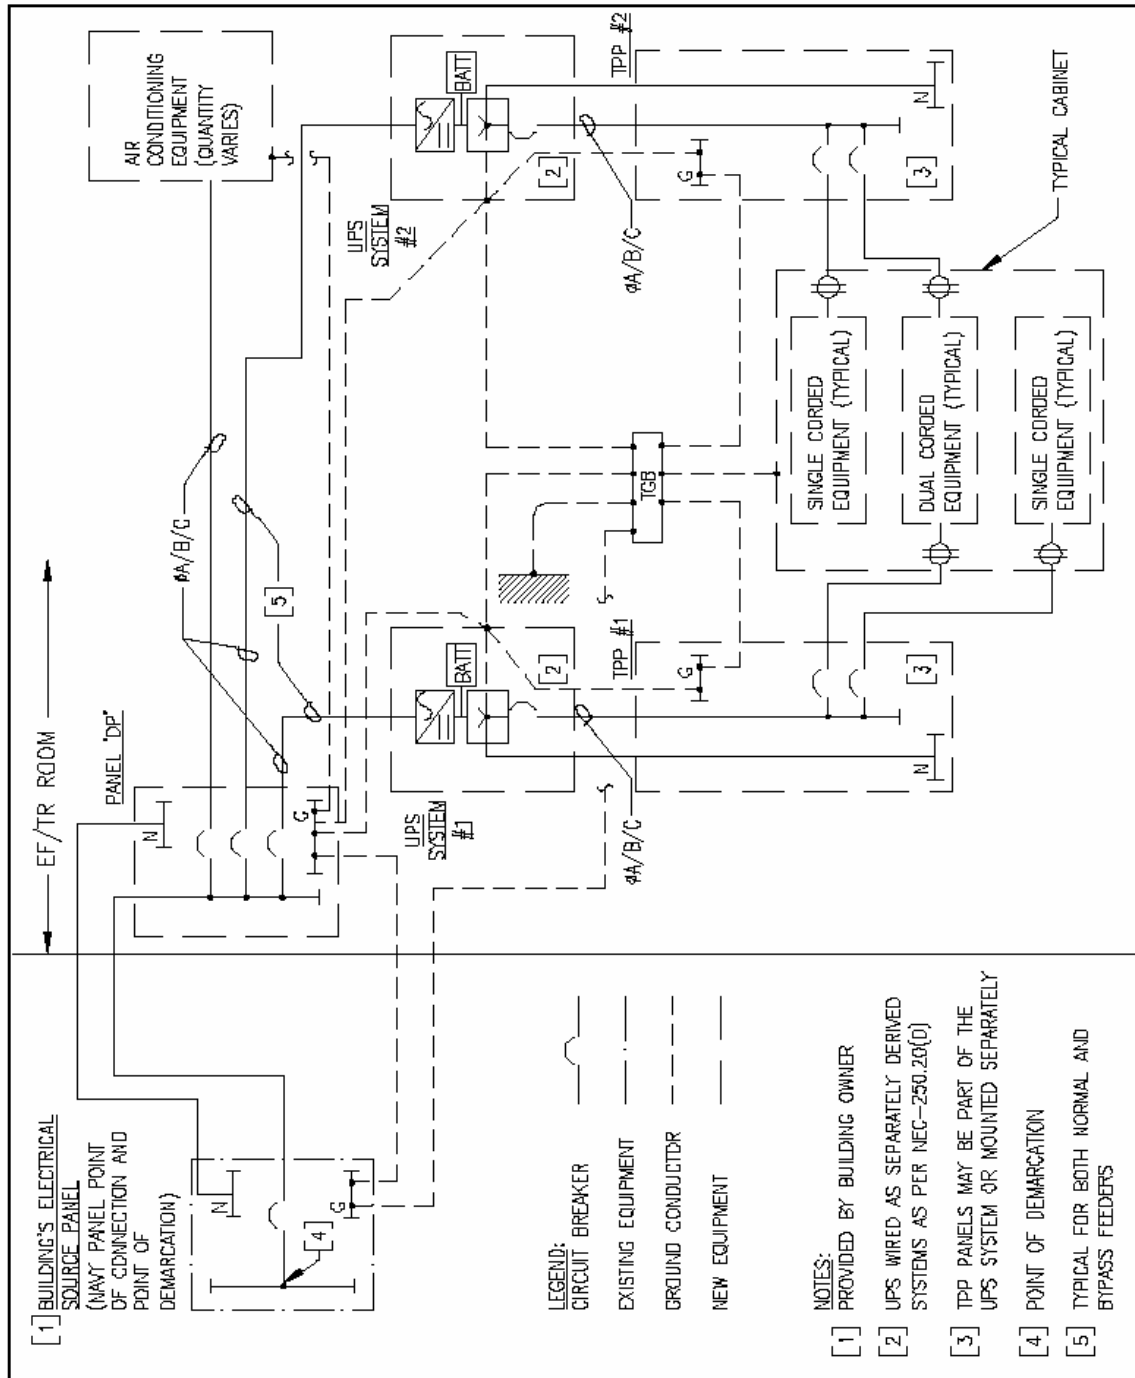 EF/TR ROOM
[1] BUILDING'S ELECTRICAL
SOURCE PANEL
(NAVY PANEL POINT
OF CONNECTION AND
POINT OF
DEMARCATION)
N
[4]
G
PANEL 'DP'
N
G
ØA/B/C
[5]
AIR
CONDITIONING
EQUIPMENT
(QUANTITY
VARIES)
UPS
SYSTEM
#1
BATT
[2]
ØA/B/C
TPP #1
G
N
[3]
UPS
SYSTEM
#2
BATT
[2]
ØA/B/C
TPP #2
G
N
[3]
TGB
SINGLE CORDED
EQUIPMENT (TYPICAL)
DUAL CORDED
EQUIPMENT (TYPICAL)
SINGLE CORDED
EQUIPMENT (TYPICAL)
TYPICAL CABINET
LEGEND:
CIRCUIT BREAKER
EXISTING EQUIPMENT
GROUND CONDUCTOR
NEW EQUIPMENT
NOTES:
[1] PROVIDED BY BUILDING OWNER
[2] UPS WIRED AS SEPARATELY DERIVED
SYSTEMS AS PER NEC-250.20(D)
[3] TPP PANELS MAY BE PART OF THE
UPS SYSTEM OR MOUNTED SEPARATELY
[4] POINT OF DEMARCATION
[5] TYPICAL FOR BOTH NORMAL AND
BYPASS FEEDERS